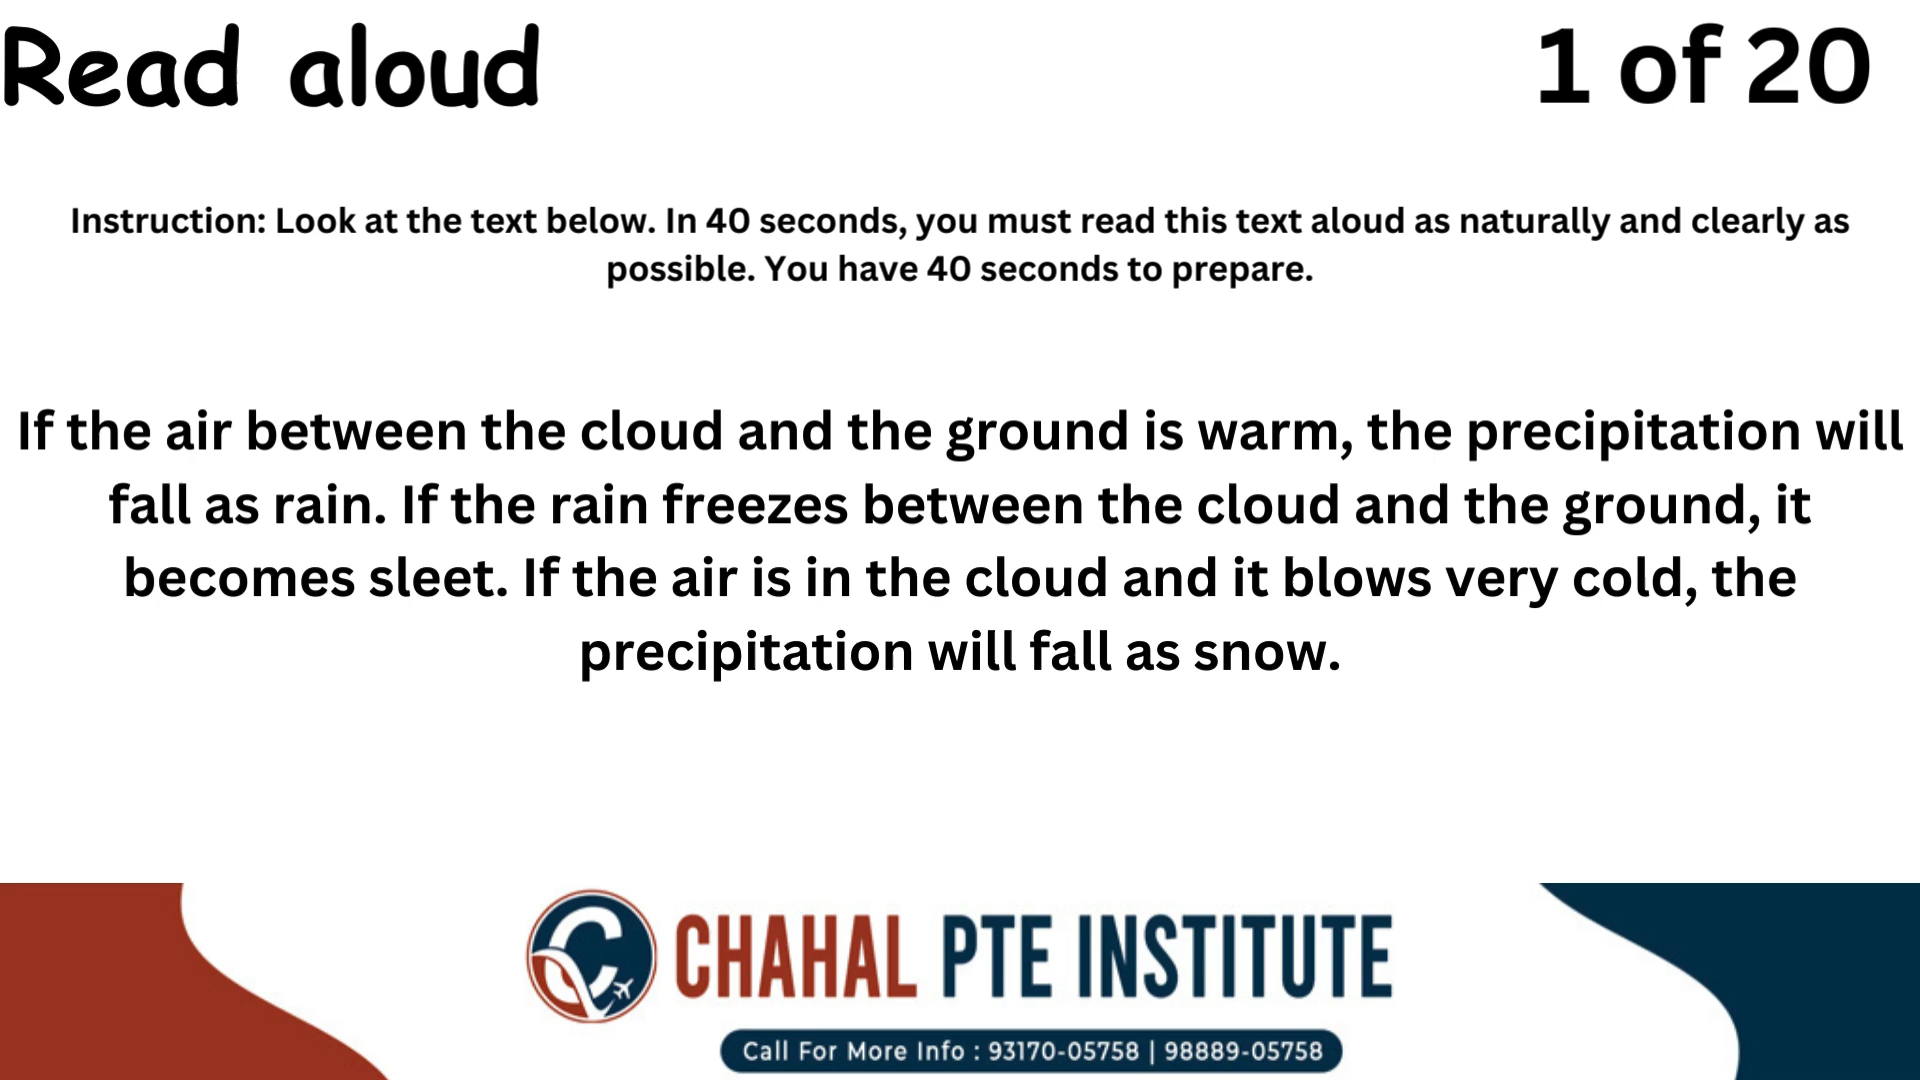 Read aloud
1 of 20
Instruction: Look at the text below. In 40 seconds, you must read this text aloud as naturally and clearly as
possible. You have 40 seconds to prepare.
If the air between the cloud and the ground is warm, the precipitation will
fall as rain. If the rain freezes between the cloud and the ground, it
becomes sleet. If the air is in the cloud and it blows very cold, the
precipitation will fall as snow.
CHAHAL PTE INSTITUTE
Call For More Info : 93170-05758 | 98889-05758